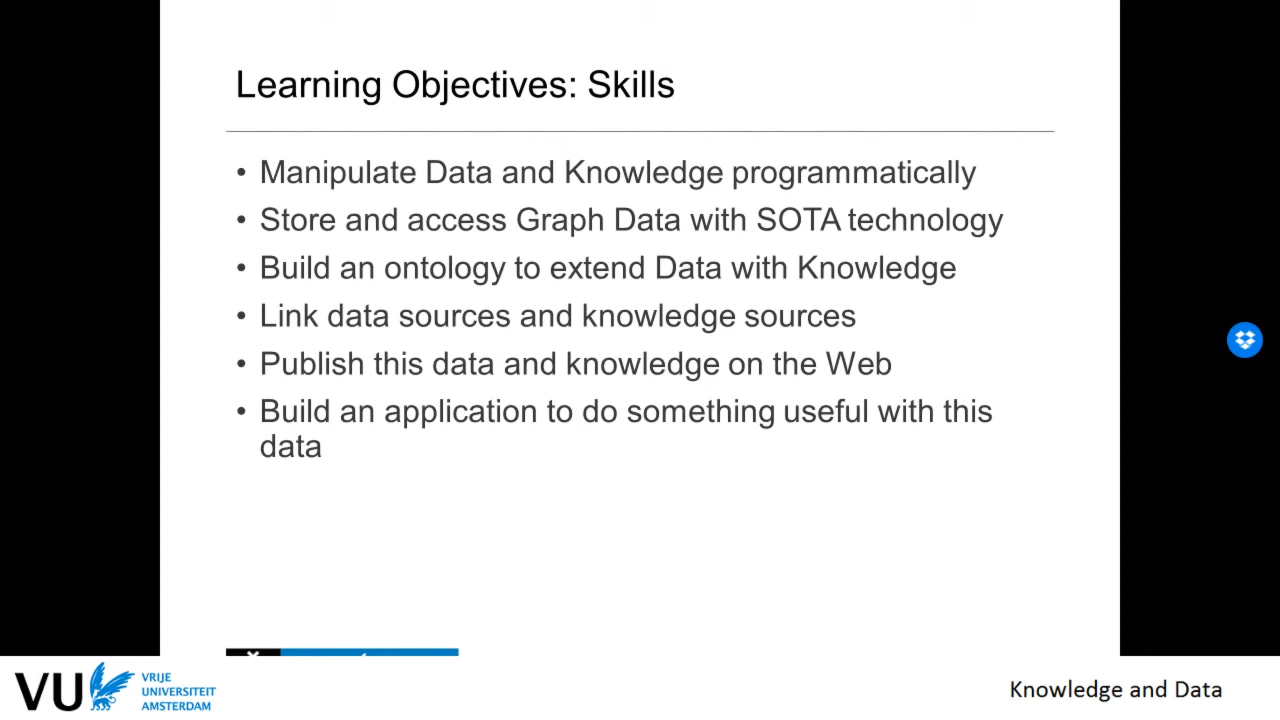 Learning Objectives: Skills
• Manipulate Data and Knowledge programmatically
• Store and access Graph Data with SOTA technology
• Build an ontology to extend Data with Knowledge
• Link data sources and knowledge sources
• Publish this data and knowledge on the Web
• Build an application to do something useful with this
data
VU
VRIJE
UNIVERSITEIT
AMSTERDAM
Knowledge and Data